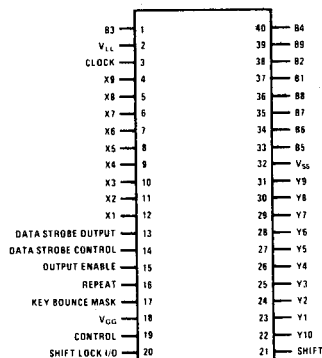 B3 1 40 B4
VLL 2 39 B9
CLOCK 3 38 B2
X9 4 37 B1
X8 5 36 B8
X7 6 35 B7
X6 7 34 B6
X5 8 33 B5
X4 9 32 VSS
X3 10 31 Y9
X2 11 30 Y8
X1 12 29 Y7
DATA STROBE OUTPUT 13 28 Y6
DATA STROBE CONTROL 14 27 Y5
OUTPUT ENABLE 15 26 Y4
REPEAT 16 25 Y3
KEY BOUNCE MASK 17 24 Y2
VGG 18 23 Y1
CONTROL 19 22 Y10
SHIFT LOCK I/O 20 21 SHIFT